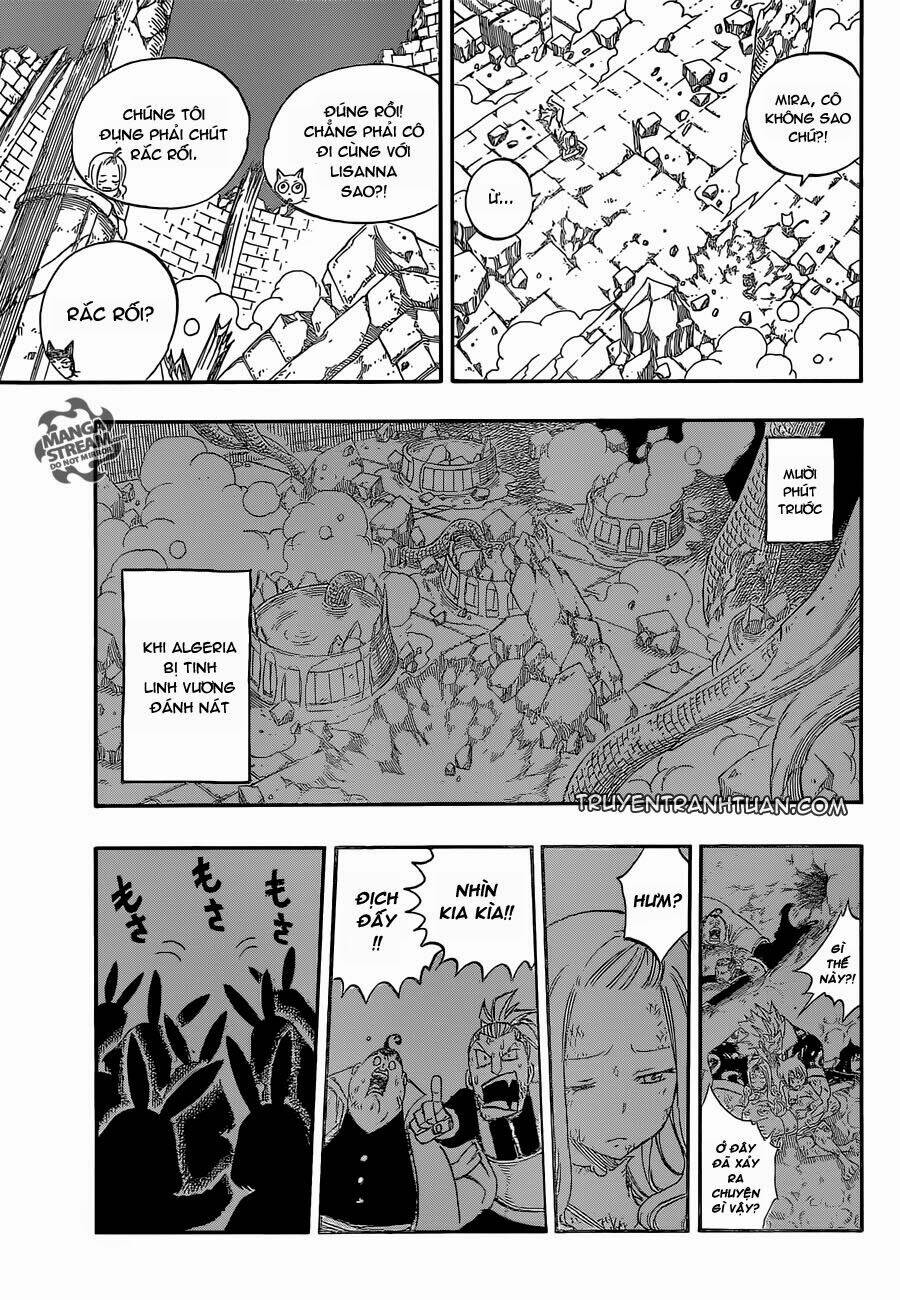 MIRA, CÔ
KHÔNG SAO
CHỨ?!
Ừ...
ĐÚNG RỒI!
CHẲNG PHẢI CÔ
ĐI CÙNG VỚI
LISANNA
SAO?!
CHÚNG TÔI
ĐỤNG PHẢI CHÚT
RẮC RỐI.
RẮC RỐI?
MANGA
STREAM
DO NOT MIRROR
MƯỜI
PHÚT
TRƯỚC
KHI ALGERIA
BỊ TINH
LINH VƯƠNG
ĐÁNH NÁT
TRUYENTRANHTUAN.COM
GÌ
THẾ
NÀY?!
Ở ĐÂY
ĐÃ XẢY
RA
CHUYỆN
GÌ VẬY?
HƯM?
NHÌN
KIA KÌA!!
ĐỊCH
ĐẤY
!!
もさ
もさ
もさ